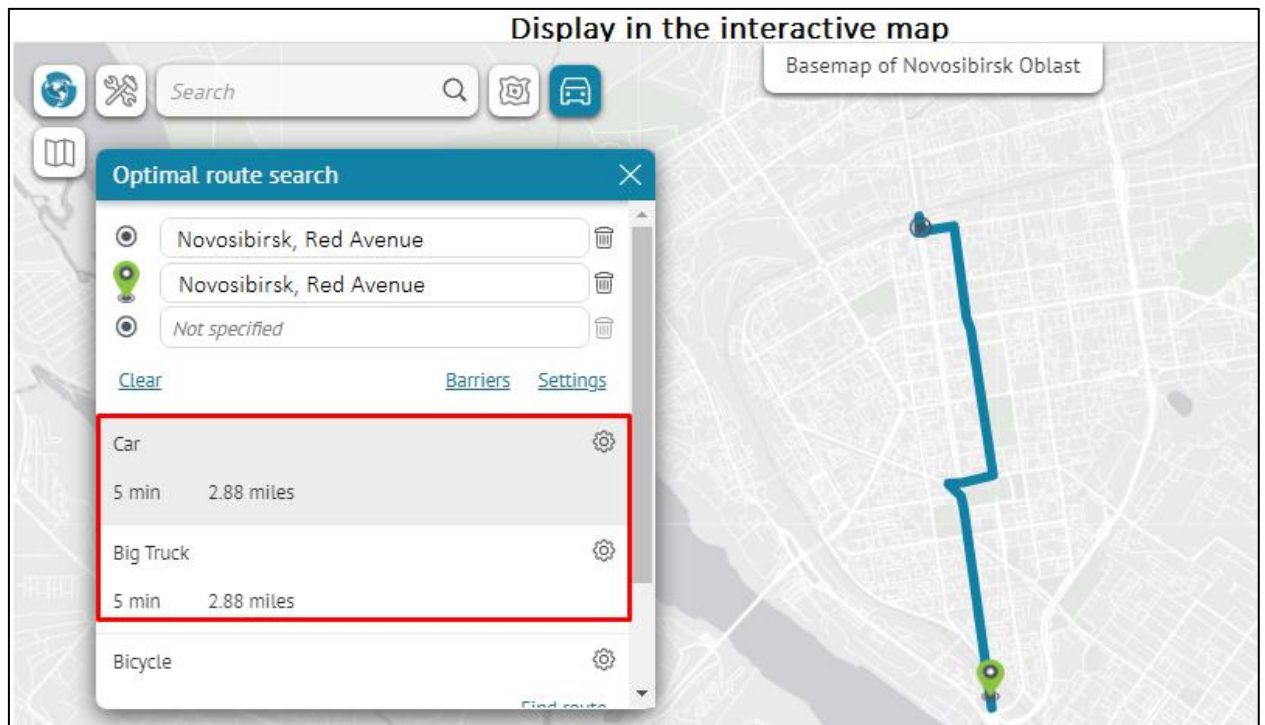 Display in the interactive map
Basemap of Novosibirsk Oblast
Search
Optimal route search
Novosibirsk, Red Avenue
Novosibirsk, Red Avenue
Not specified
Clear Barriers Settings
Car
5 min 2.88 miles
Big Truck
5 min 2.88 miles
Bicycle
Find route